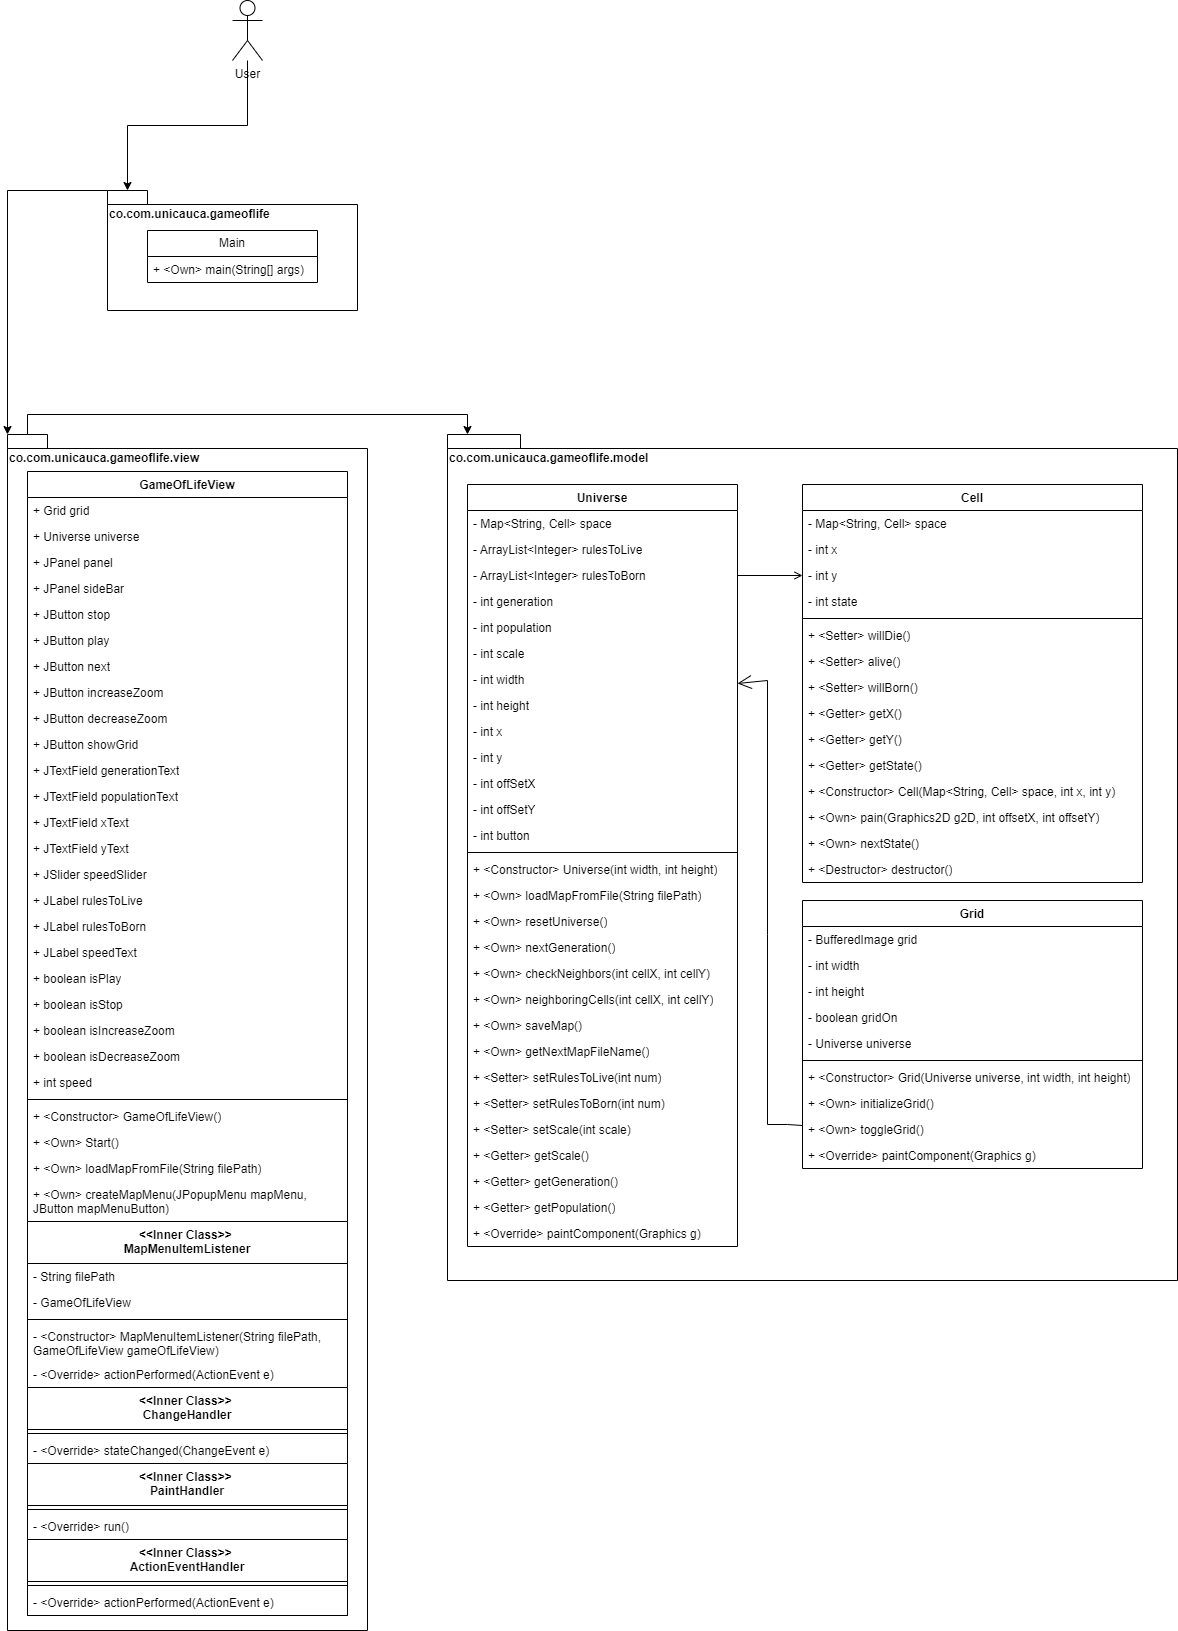 User
co.com.unicauca.gameoflife
Main
+ <Own> main(String[] args)
co.com.unicauca.gameoflife.view
GameOfLifeView
+ Grid grid
+ Universe universe
+ JPanel panel
+ JPanel sideBar
+ JButton stop
+ JButton play
+ JButton next
+ JButton increaseZoom
+ JButton decreaseZoom
+ JButton showGrid
+ JTextField generationText
+ JTextField populationText
+ JTextField xText
+ JTextField yText
+ JSlider speedSlider
+ JLabel rulesToLive
+ JLabel rulesToBorn
+ JLabel speedText
+ boolean isPlay
+ boolean isStop
+ boolean isIncreaseZoom
+ boolean isDecreaseZoom
+ int speed
+ <Constructor> GameOfLifeView()
+ <Own> Start()
+ <Own> loadMapFromFile(String filePath)
+ <Own> createMapMenu(JPopupMenu mapMenu,
JButton mapMenuButton)
<<Inner Class>>
MapMenuItemListener
- String filePath
- GameOfLifeView
- <Constructor> MapMenuItemListener(String filePath,
GameOfLifeView gameOfLifeView)
- <Override> actionPerformed(ActionEvent e)
<<Inner Class>>
ChangeHandler
- <Override> stateChanged(ChangeEvent e)
<<Inner Class>>
PaintHandler
- <Override> run()
<<Inner Class>>
ActionEventHandler
- <Override> actionPerformed(ActionEvent e)
co.com.unicauca.gameoflife.model
Universe
- Map<String, Cell> space
- ArrayList<Integer> rulesToLive
- ArrayList<Integer> rulesToBorn
- int generation
- int population
- int scale
- int width
- int height
- int x
- int y
- int offSetX
- int offSetY
- int button
+ <Constructor> Universe(int width, int height)
+ <Own> loadMapFromFile(String filePath)
+ <Own> resetUniverse()
+ <Own> nextGeneration()
+ <Own> checkNeighbors(int cellX, int cellY)
+ <Own> neighboringCells(int cellX, int cellY)
+ <Own> saveMap()
+ <Own> getNextMapFileName()
+ <Setter> setRulesToLive(int num)
+ <Setter> setRulesToBorn(int num)
+ <Setter> setScale(int scale)
+ <Getter> getScale()
+ <Getter> getGeneration()
+ <Getter> getPopulation()
+ <Override> paintComponent(Graphics g)
Cell
- Map<String, Cell> space
- int x
- int y
- int state
+ <Setter> willDie()
+ <Setter> alive()
+ <Setter> willBorn()
+ <Getter> getX()
+ <Getter> getY()
+ <Getter> getState()
+ <Constructor> Cell(Map<String, Cell> space, int x, int y)
+ <Own> pain(Graphics2D g2D, int offsetX, int offsetY)
+ <Own> nextState()
+ <Destructor> destructor()
Grid
- BufferedImage grid
- int width
- int height
- boolean gridOn
- Universe universe
+ <Constructor> Grid(Universe universe, int width, int height)
+ <Own> initializeGrid()
+ <Own> toggleGrid()
+ <Override> paintComponent(Graphics g)